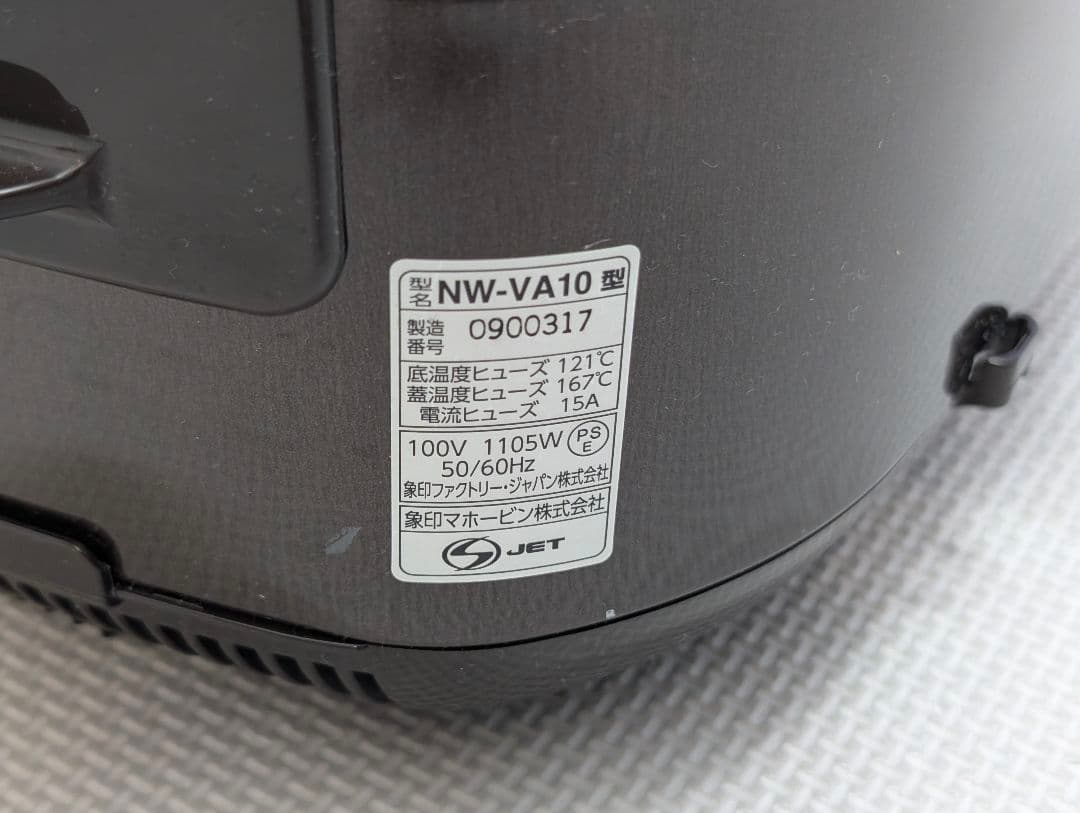 型名 NW-VA10 型
製造番号 0900317
底温度ヒューズ 121℃
蓋温度ヒューズ 167℃
電流ヒューズ 15A
100V 1105W PSE
50/60Hz
象印ファクトリー・ジャパン株式会社
象印マホービン株式会社
JET